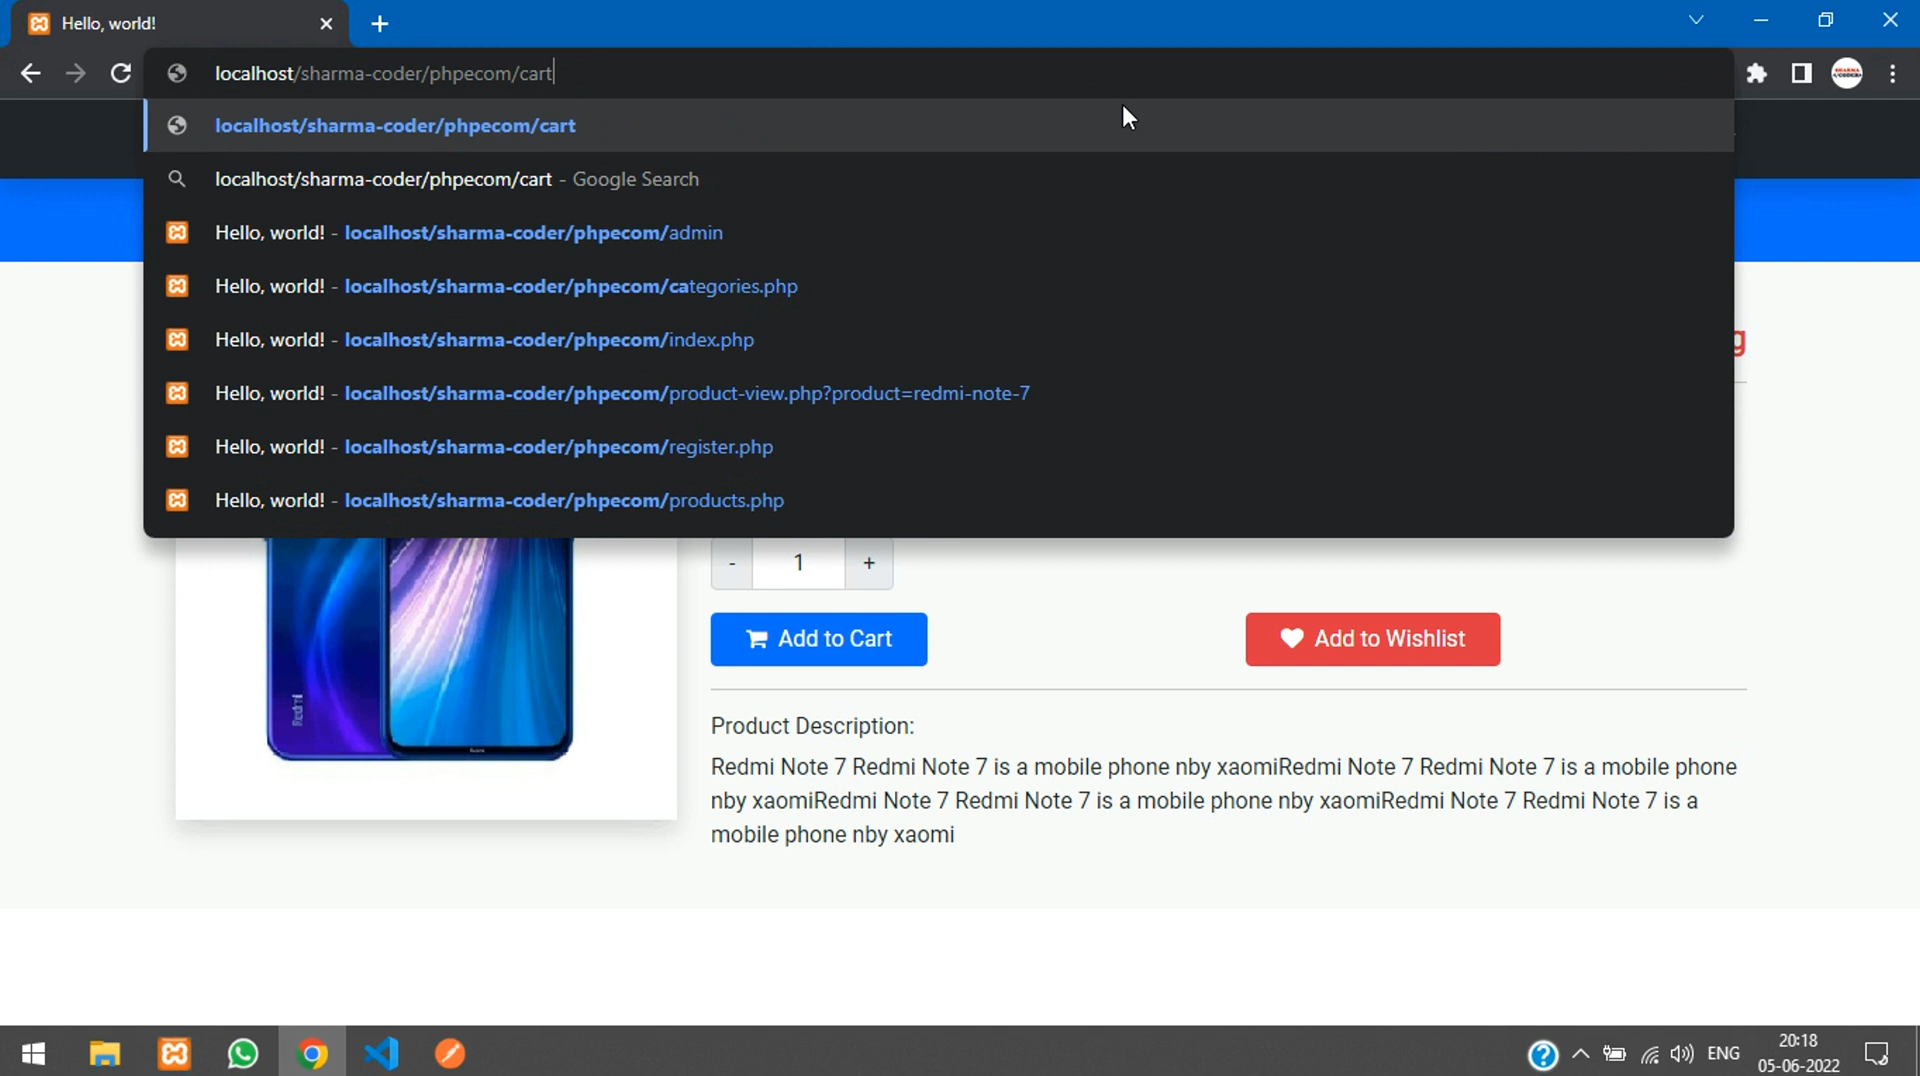 Hello, world!
localhost/sharma-coder/phpecom/cart
localhost/sharma-coder/phpecom/cart
localhost/sharma-coder/phpecom/cart - Google Search
Hello, world! - localhost/sharma-coder/phpecom/admin
Hello, world! - localhost/sharma-coder/phpecom/categories.php
Hello, world! - localhost/sharma-coder/phpecom/index.php
g
Hello, world! - localhost/sharma-coder/phpecom/product-view.php?product=redmi-note-7
Hello, world! - localhost/sharma-coder/phpecom/register.php
Hello, world! - localhost/sharma-coder/phpecom/products.php
- 1 +
Add to Cart
Add to Wishlist
Redmi
Product Description:
Redmi Note 7 Redmi Note 7 is a mobile phone nby xaomiRedmi Note 7 Redmi Note 7 is a mobile phone
nby xaomiRedmi Note 7 Redmi Note 7 is a mobile phone nby xaomiRedmi Note 7 Redmi Note 7 is a
mobile phone nby xaomi
ENG
20:18
05-06-2022